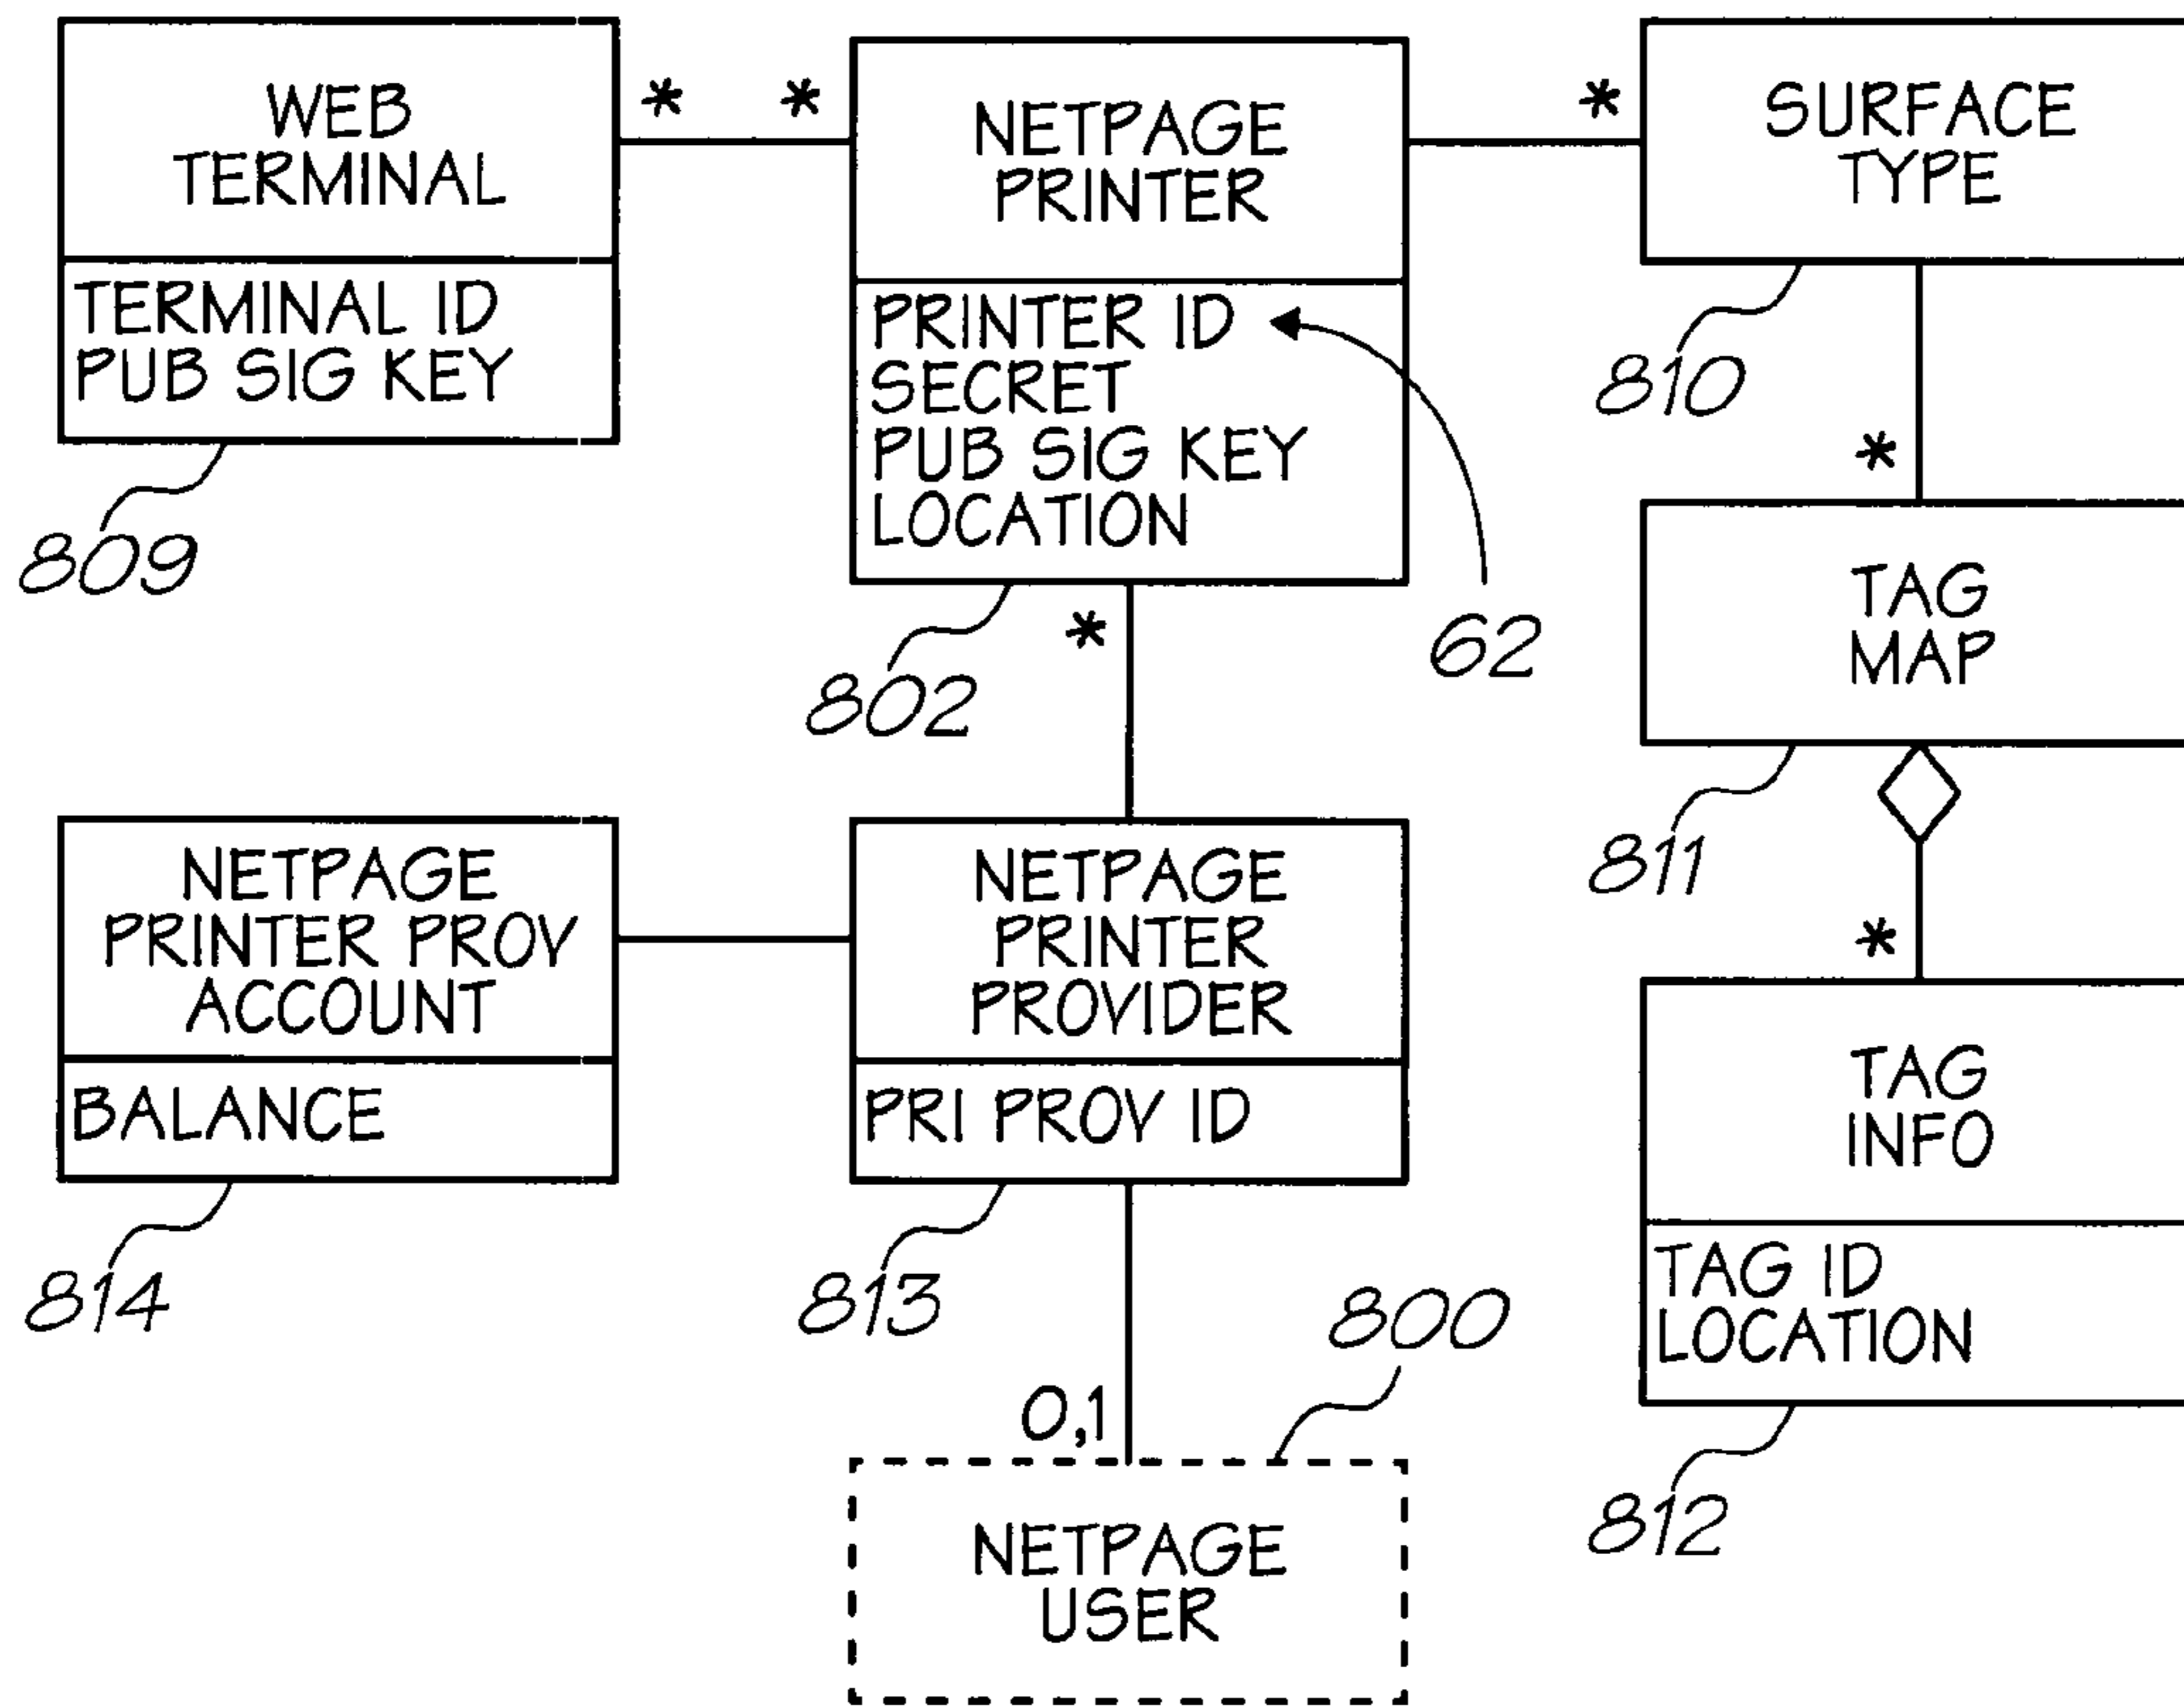 WEB
TERMINAL
TERMINAL ID
PUB SIG KEY
809
*
*
NETPAGE
PRINTER
PRINTER ID
SECRET
PUB SIG KEY
LOCATION
802
62
*
*
SURFACE
TYPE
810
*
TAG
MAP
811
*
TAG
INFO
TAG ID
LOCATION
812
NETPAGE
PRINTER PROV
ACCOUNT
BALANCE
814
NETPAGE
PRINTER
PROVIDER
PRI PROV ID
813
800
0,1
NETPAGE
USER